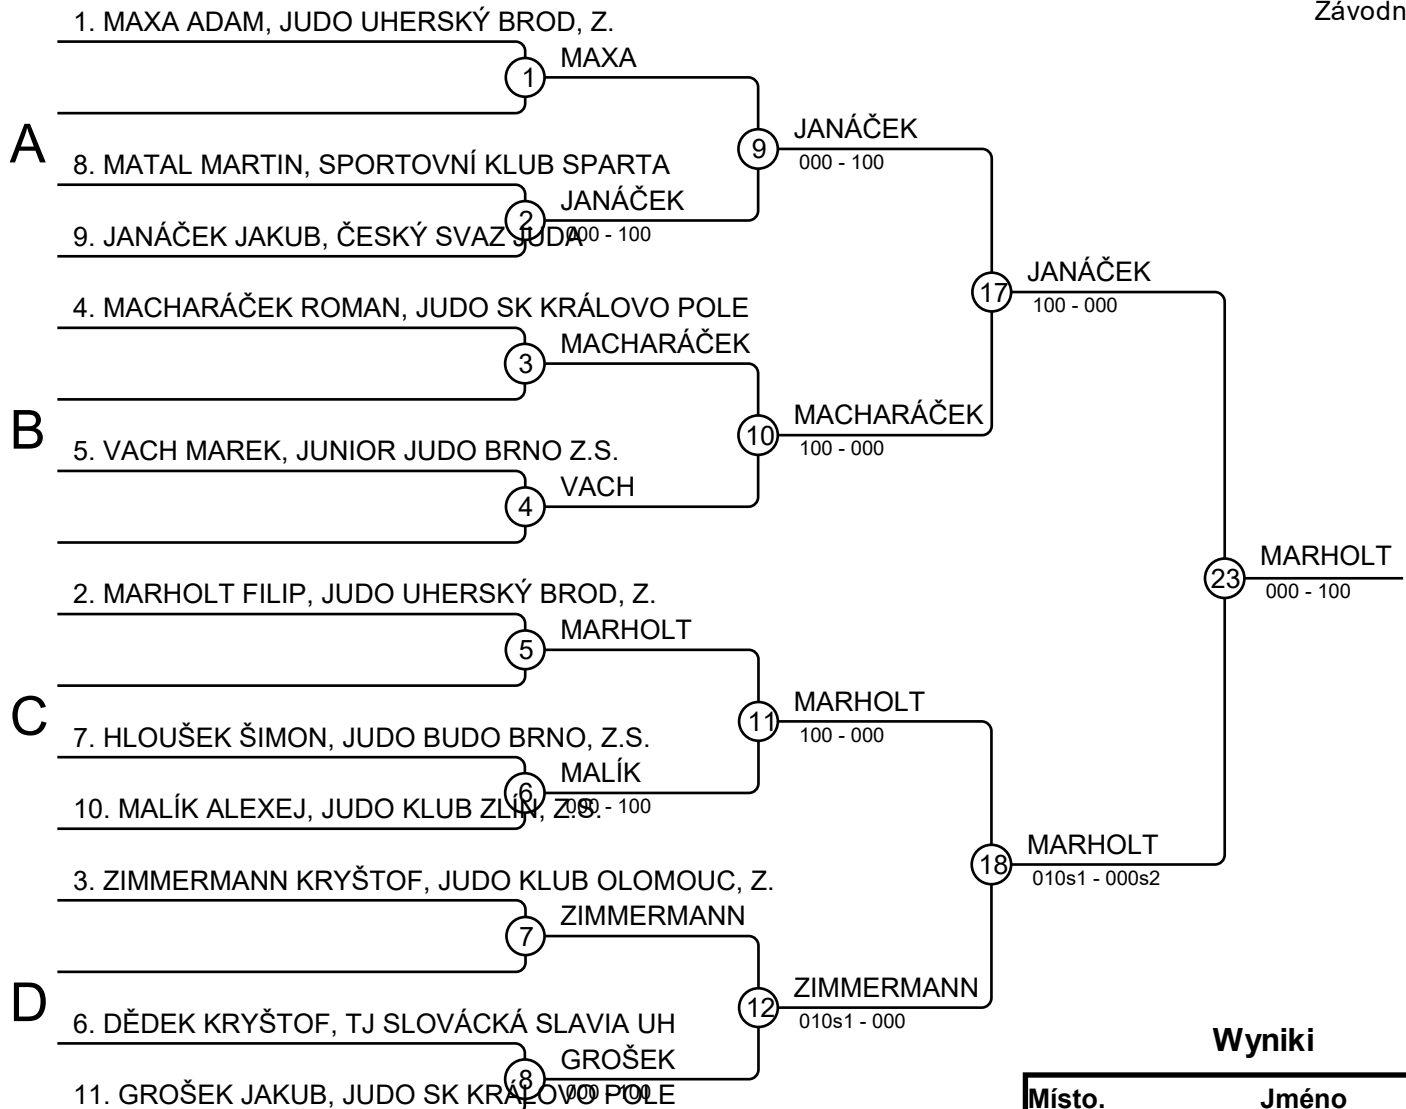 Závodn
1. MAXA ADAM, JUDO UHERSKÝ BROD, Z.
1
MAXA
A
8. MATAL MARTIN, SPORTOVNÍ KLUB SPARTA
2
JANÁČEK
000 - 100
9. JANÁČEK JAKUB, ČESKÝ SVAZ JUDA
9
JANÁČEK
000 - 100
4. MACHARÁČEK ROMAN, JUDO SK KRÁLOVO POLE
3
MACHARÁČEK
B
5. VACH MAREK, JUNIOR JUDO BRNO Z.S.
4
VACH
10
MACHARÁČEK
100 - 000
17
JANÁČEK
100 - 000
2. MARHOLT FILIP, JUDO UHERSKÝ BROD, Z.
5
MARHOLT
C
7. HLOUŠEK ŠIMON, JUDO BUDO BRNO, Z.S.
6
MALÍK
000 - 100
10. MALÍK ALEXEJ, JUDO KLUB ZLÍN, Z.S.
11
MARHOLT
100 - 000
3. ZIMMERMANN KRYŠTOF, JUDO KLUB OLOMOUC, Z.
7
ZIMMERMANN
D
6. DĚDEK KRYŠTOF, TJ SLOVÁCKÁ SLAVIA UH
8
GROŠEK
000 - 100
11. GROŠEK JAKUB, JUDO SK KRÁLOVO POLE
12
ZIMMERMANN
010s1 - 000
18
MARHOLT
010s1 - 000s2
23
MARHOLT
000 - 100
Wyniki
Místo. Jméno